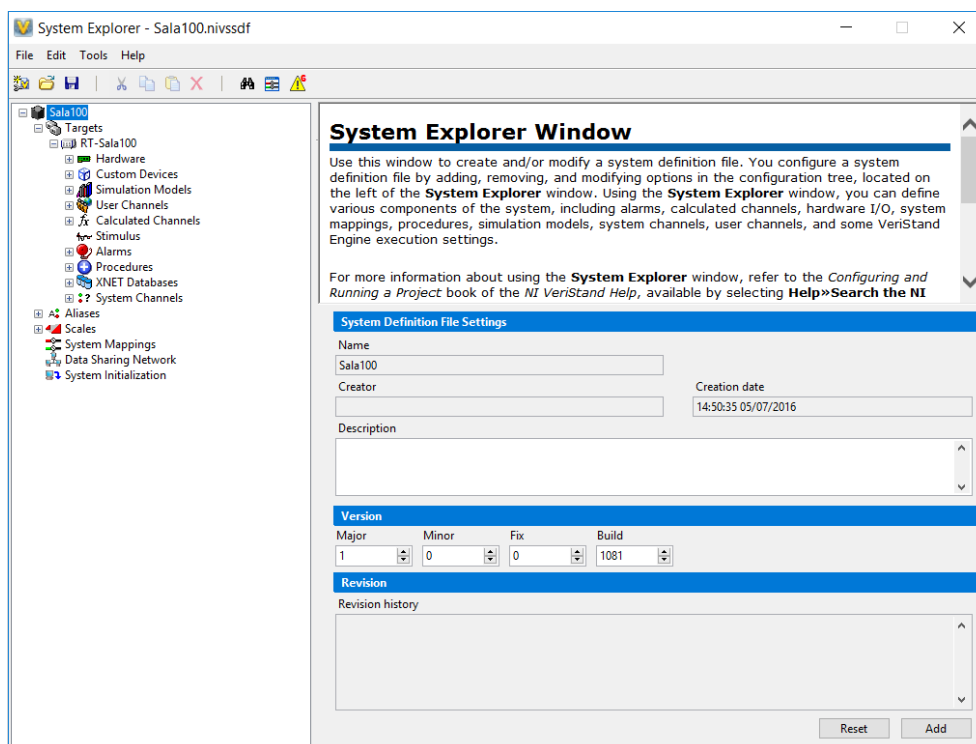 System Explorer - Sala100.nivssdf
File Edit Tools Help
Sala100
Targets
RT-Sala100
Hardware
Custom Devices
Simulation Models
User Channels
fx Calculated Channels
Stimulus
Alarms
Procedures
XNET Databases
System Channels
Aliases
Scales
System Mappings
Data Sharing Network
System Initialization
System Explorer Window
Use this window to create and/or modify a system definition file. You configure a system
definition file by adding, removing, and modifying options in the configuration tree, located on
the left of the System Explorer window. Using the System Explorer window, you can define
various components of the system, including alarms, calculated channels, hardware I/O, system
mappings, procedures, simulation models, system channels, user channels, and some VeriStand
Engine execution settings.
For more information about using the System Explorer window, refer to the Configuring and
Running a Project book of the NI VeriStand Help, available by selecting Help»Search the NI
System Definition File Settings
Name
Sala100
Creator Creation date
14:50:35 05/07/2016
Description
Version
Major Minor Fix Build
1 0 0 1081
Revision
Revision history
Reset Add